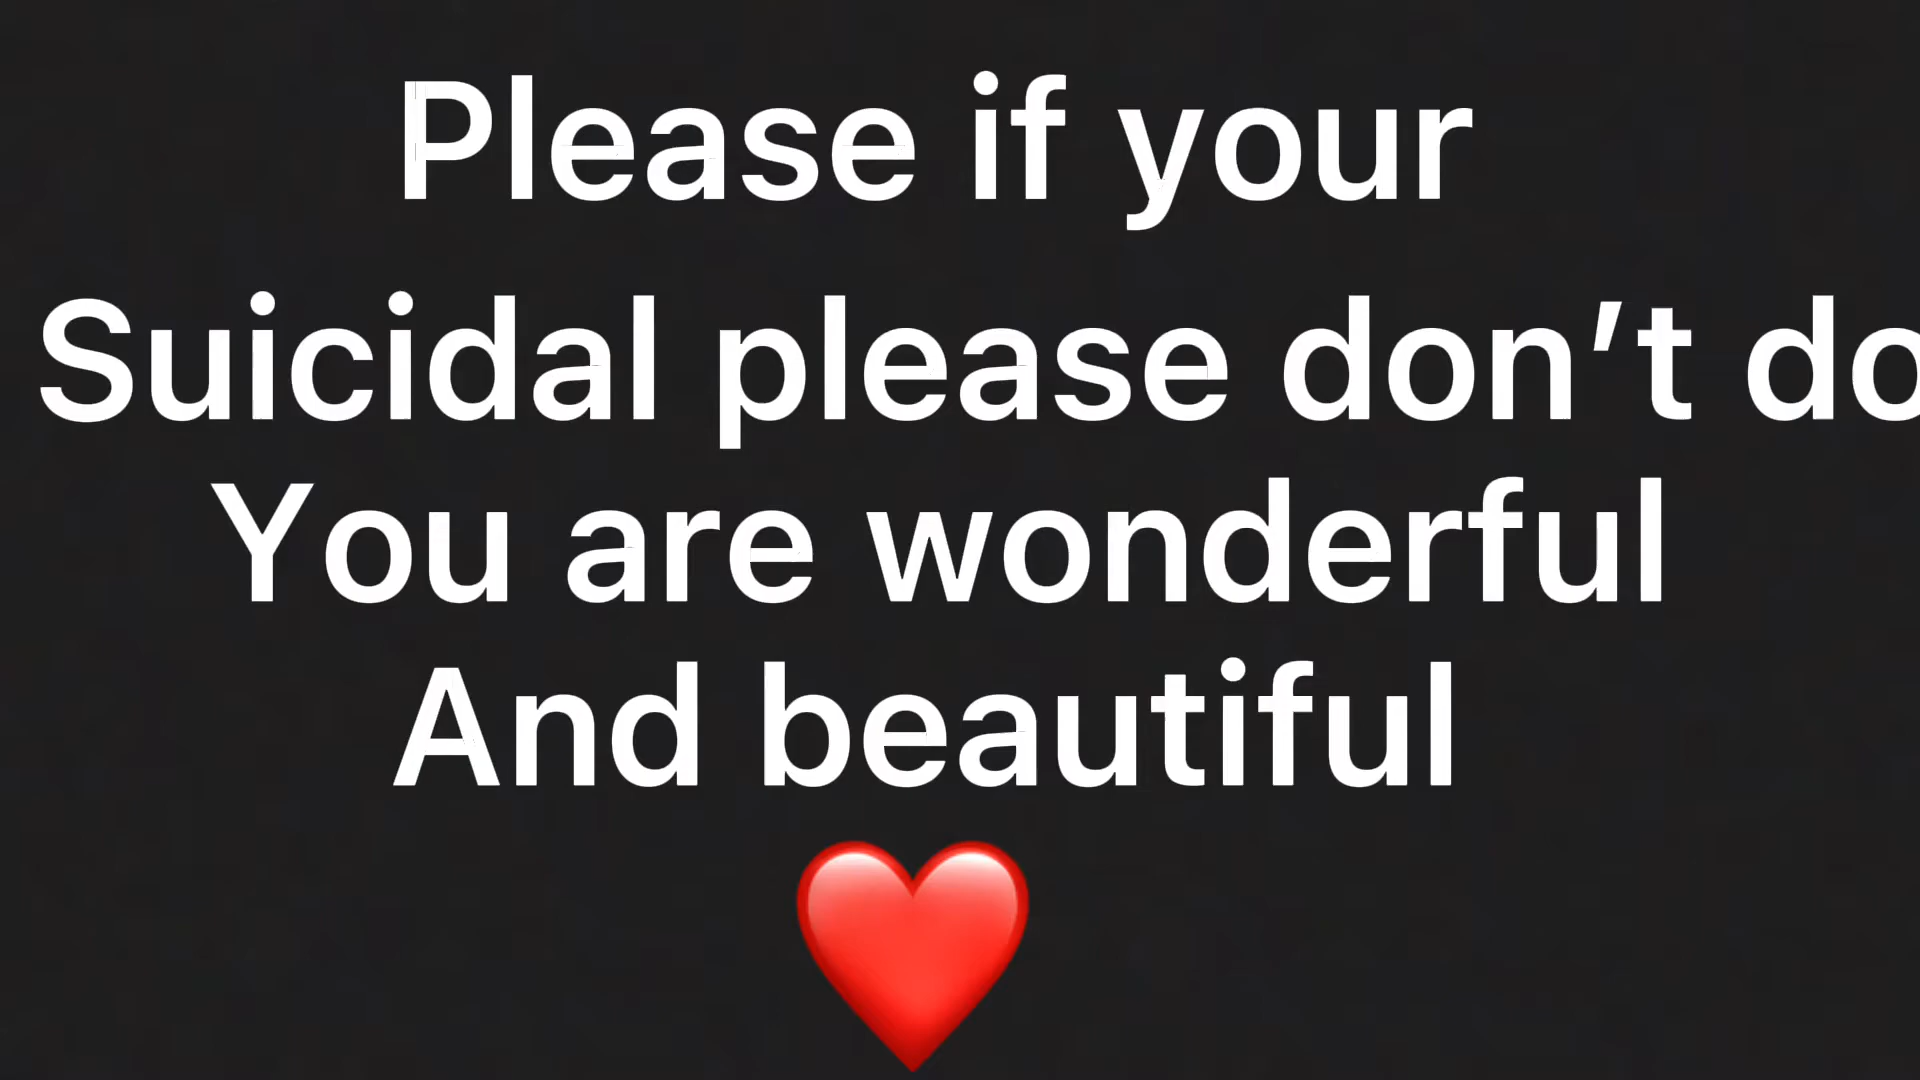 Please if your
Suicidal please don’t do
You are wonderful
And beautiful
❤️